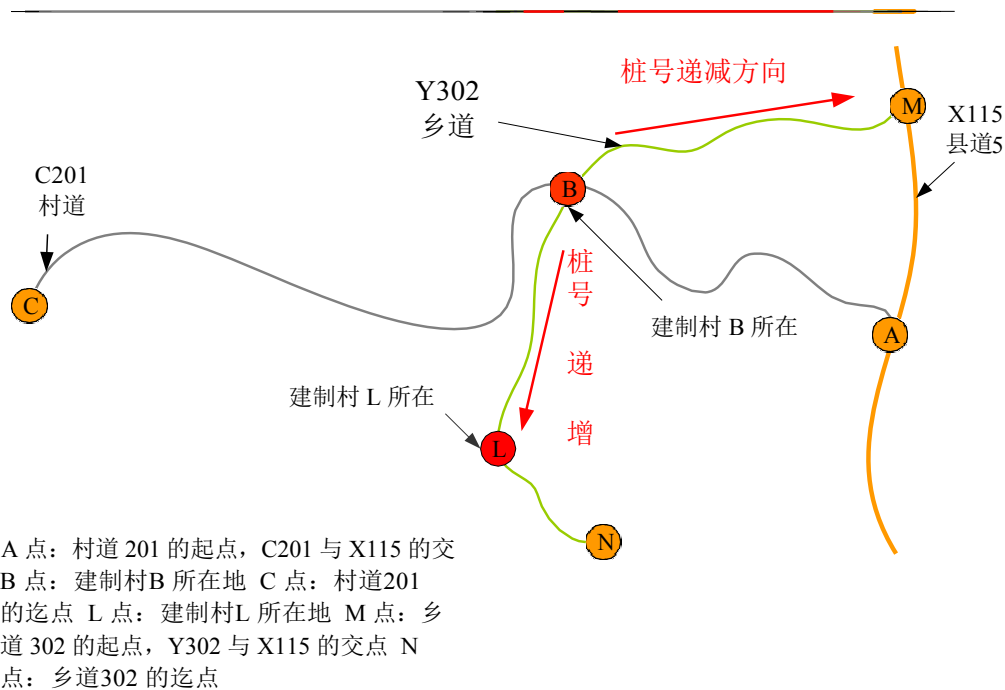 桩号递减方向
Y302
乡道
M
X115
县道5
C201
村道
B
桩
号
递
增
C
建制村 B 所在
A
建制村 L 所在
L
N
A 点：村道 201 的起点，C201 与 X115 的交
B 点：建制村B 所在地 C 点：村道201
的迄点 L 点：建制村L 所在地 M 点：乡
道 302 的起点，Y302 与 X115 的交点 N
点：乡道302 的迄点